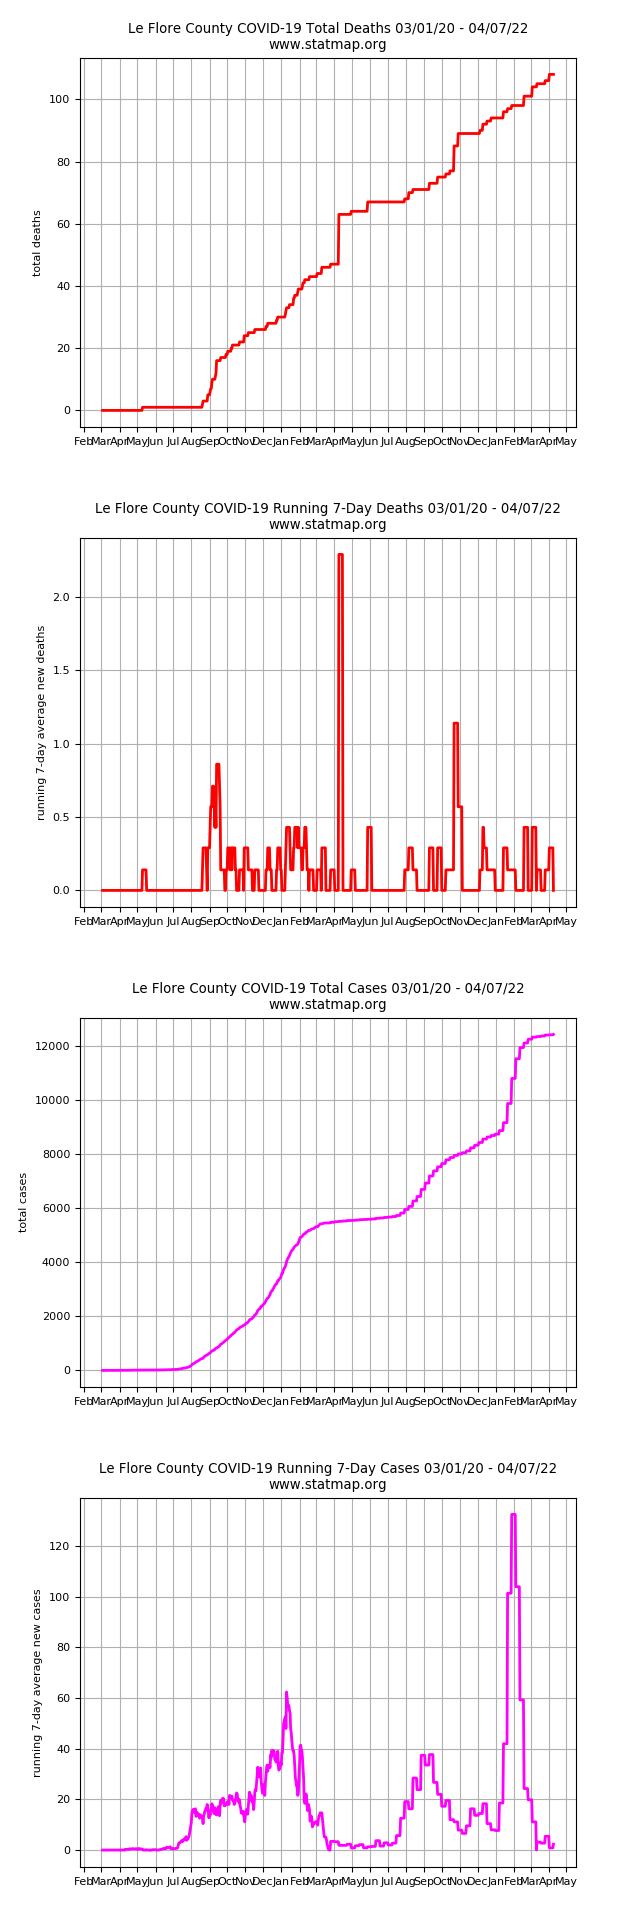 Le Flore County COVID-19 Total Deaths 03/01/20 - 04/07/22
www.statmap.org
total deaths
100
80
60
40
20
0
Feb Mar Apr May Jun Jul Aug Sep Oct Nov Dec Jan Feb Mar Apr May Jun Jul Aug Sep Oct Nov Dec Jan Feb Mar Apr May
Le Flore County COVID-19 Running 7-Day Deaths 03/01/20 - 04/07/22
www.statmap.org
running 7-day average new deaths
2.0
1.5
1.0
0.5
0.0
Feb Mar Apr May Jun Jul Aug Sep Oct Nov Dec Jan Feb Mar Apr May Jun Jul Aug Sep Oct Nov Dec Jan Feb Mar Apr May
Le Flore County COVID-19 Total Cases 03/01/20 - 04/07/22
www.statmap.org
total cases
12000
10000
8000
6000
4000
2000
0
Feb Mar Apr May Jun Jul Aug Sep Oct Nov Dec Jan Feb Mar Apr May Jun Jul Aug Sep Oct Nov Dec Jan Feb Mar Apr May
Le Flore County COVID-19 Running 7-Day Cases 03/01/20 - 04/07/22
www.statmap.org
running 7-day average new cases
120
100
80
60
40
20
0
Feb Mar Apr May Jun Jul Aug Sep Oct Nov Dec Jan Feb Mar Apr May Jun Jul Aug Sep Oct Nov Dec Jan Feb Mar Apr May